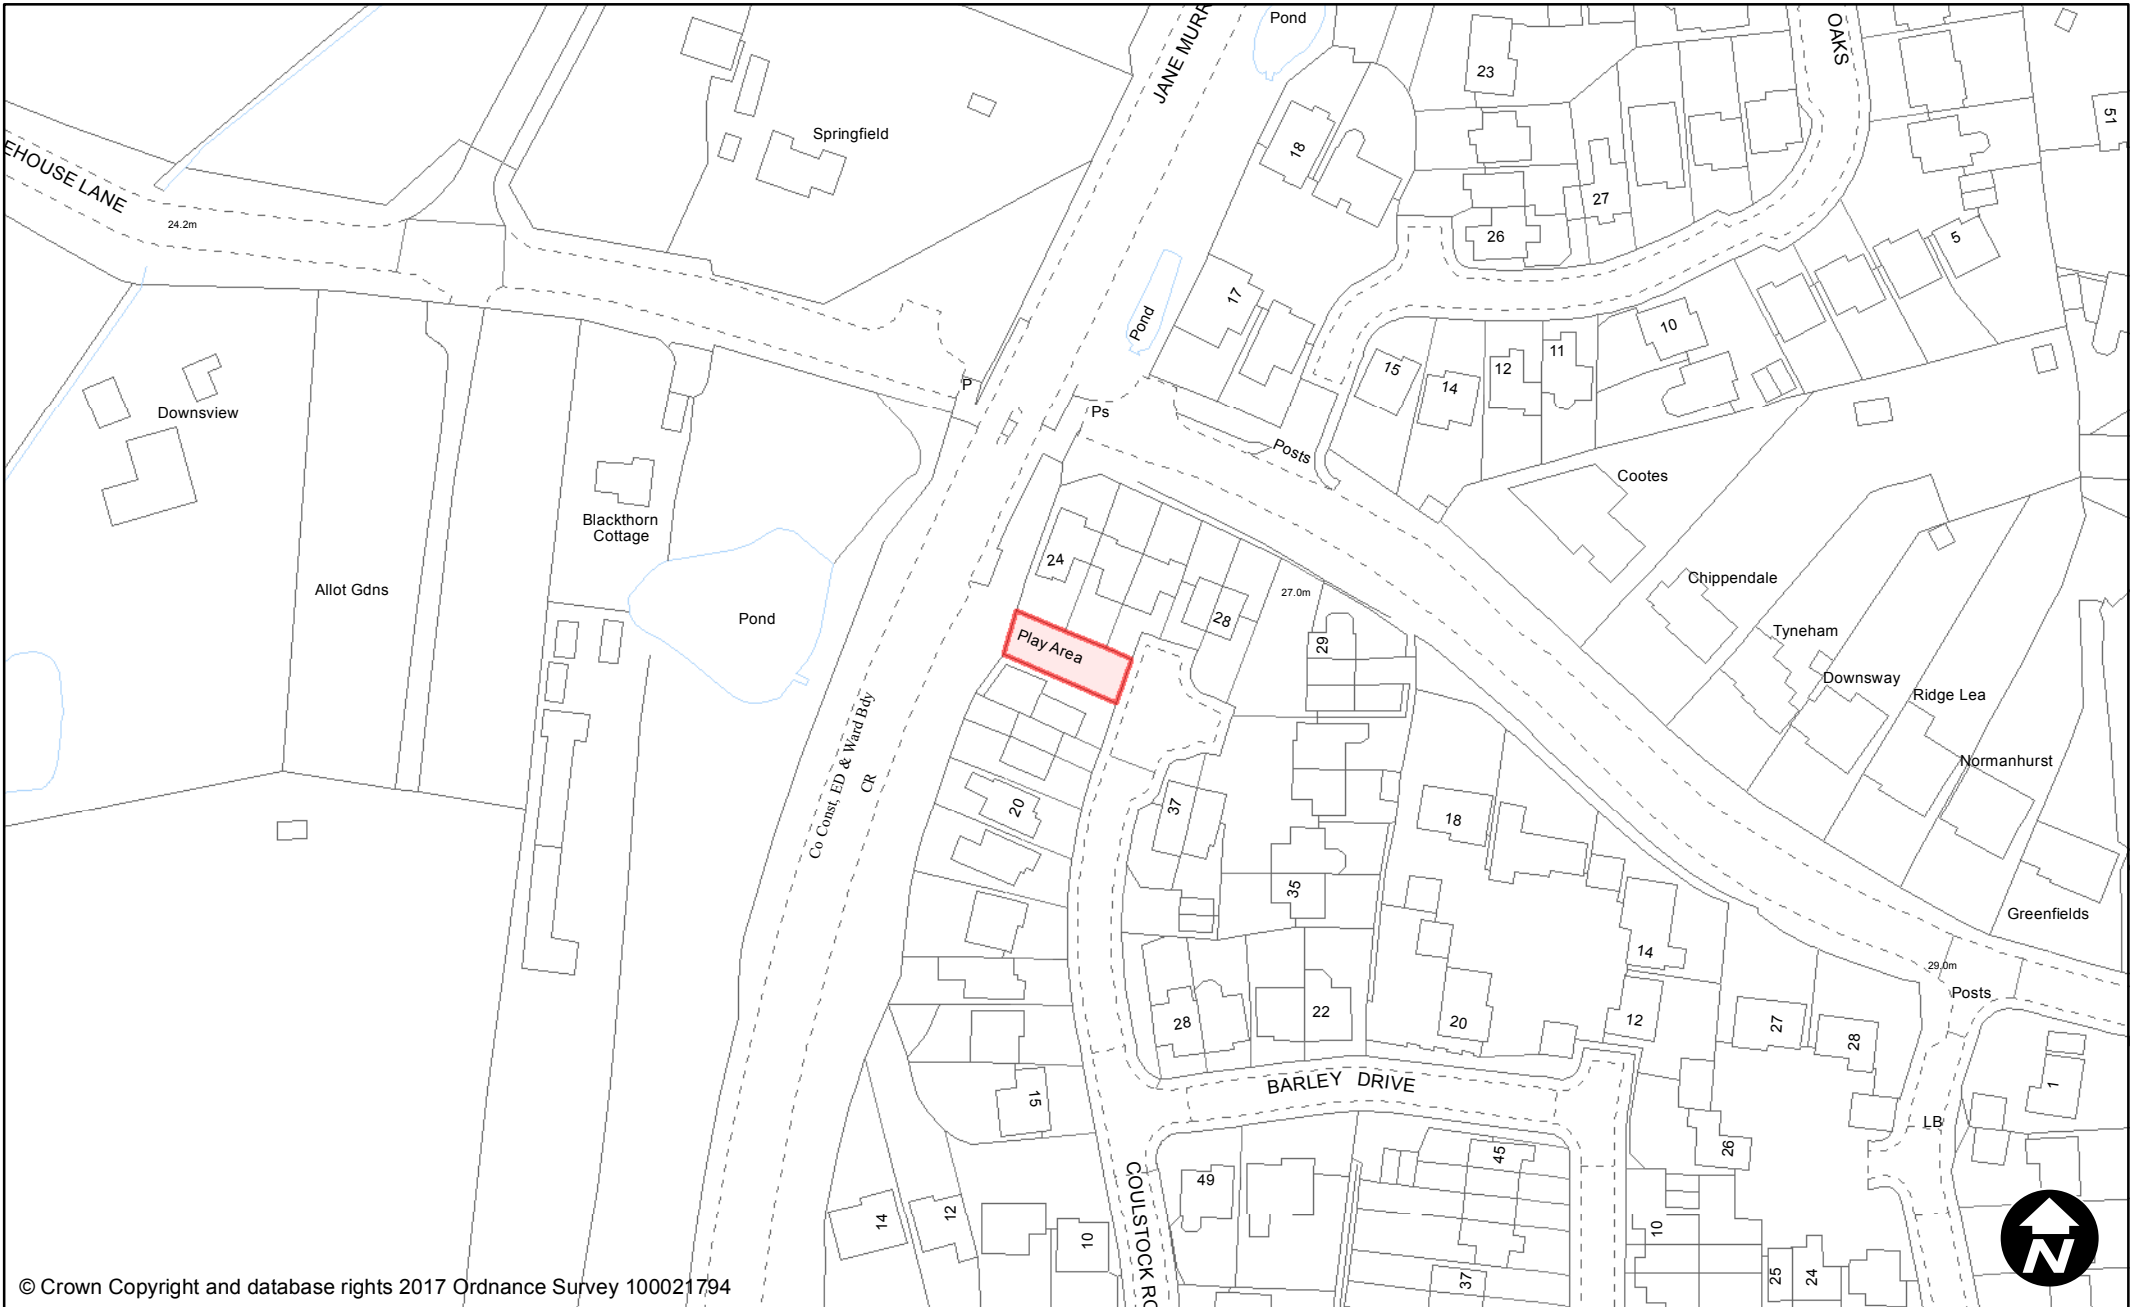 Pond
JANE MURR
OAKS
23
51
Springfield
18
EHOUSE LANE
27
24.2m
26
5
17
Pond
10
11
15
14
12
P
Ps
Downsview
Posts
Cootes
Blackthorn
Cottage
24
Allot Gdns
Chippendale
27.0m
28
Pond
29
Play Area
Tyneham
Downsway
Ridge Lea
Co Const, ED & Ward Bdy
CR
Normanhurst
20
37
18
35
Greenfields
14
29.0m
Posts
28
22
20
12
27
28
BARLEY DRIVE
15
1
LB
26
45
49
COULSTOCK RO
14
12
10
10
37
25
24
N
© Crown Copyright and database rights 2017 Ordnance Survey 100021794